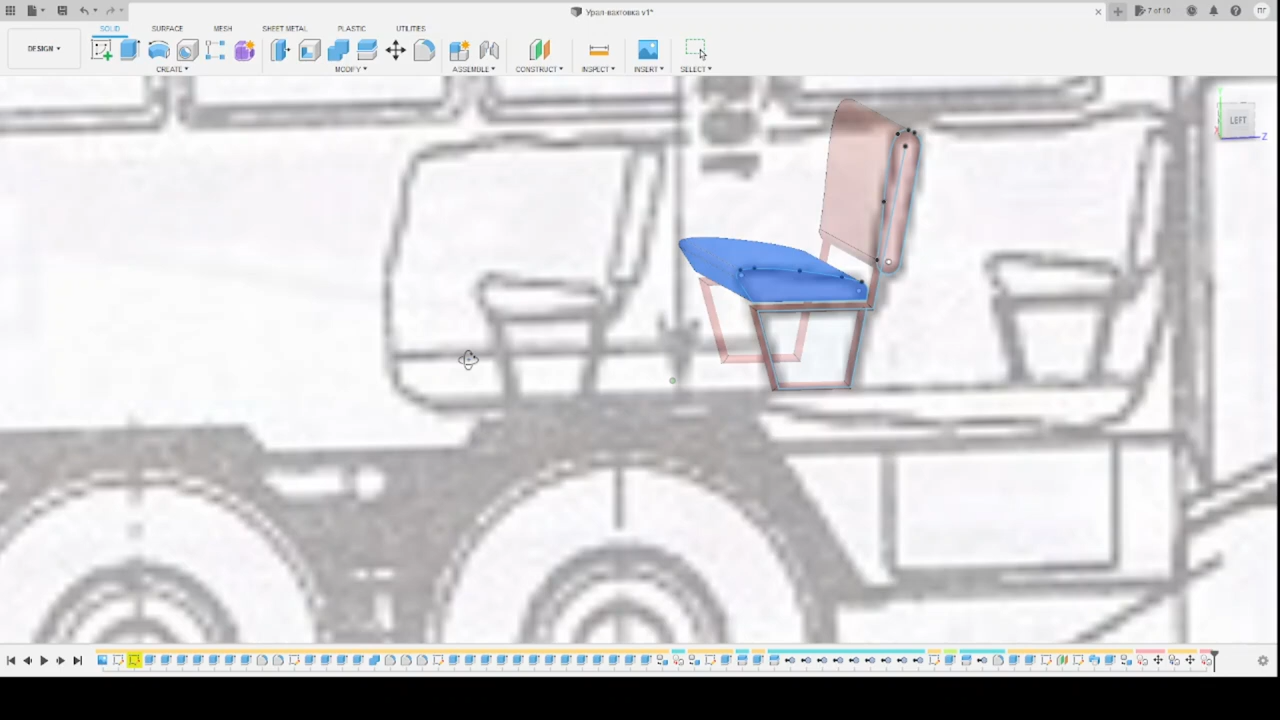 Урал-вахтовка v1*
7 of 10
ПГ
SOLID SURFACE MESH SHEET METAL PLASTIC UTILITIES
DESIGN
CREATE MODIFY ASSEMBLE CONSTRUCT INSPECT INSERT SELECT
Y
LEFT
X
Z